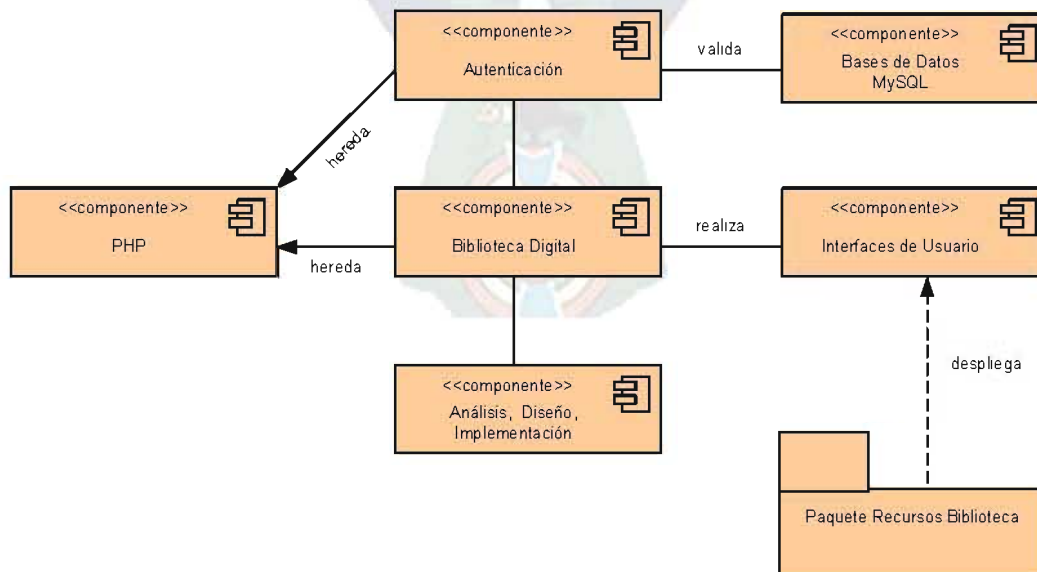 <<componente>>
Autenticación
valida
<<componente>>
Bases de Datos
MySQL
hereda
<<componente>>
PHP
hereda
<<componente>>
Biblioteca Digital
realiza
<<componente>>
Interfaces de Usuario
despliega
<<componente>>
Análisis, Diseño,
Implementación
Paquete Recursos Biblioteca